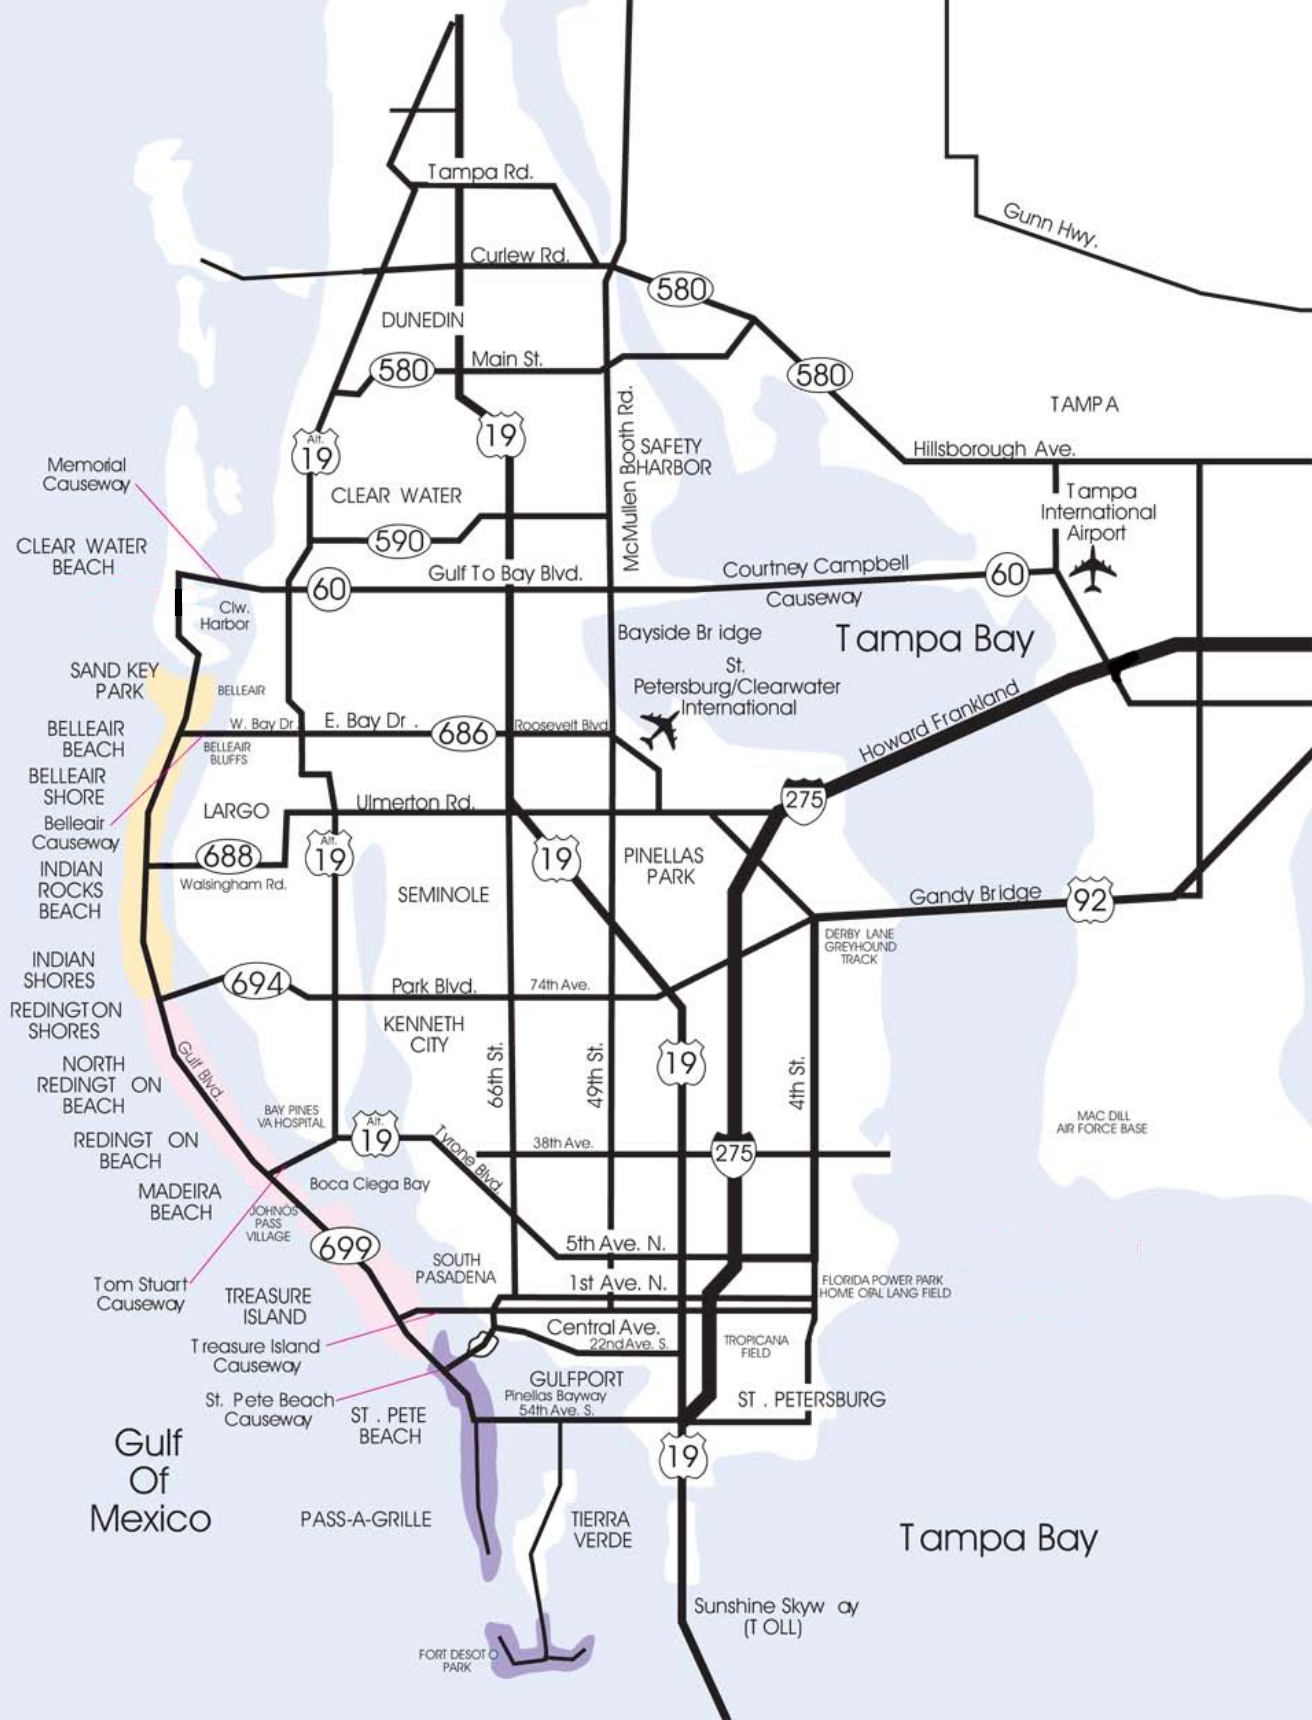 Tampa Rd.
Gunn Hwy.
Curlew Rd.
580
DUNEDIN
580
Main St.
580
TAMPA
McMullen Booth Rd.
Alt.
19
19
Hillsborough Ave.
SAFETY
HARBOR
Memorial
Causeway
CLEAR WATER
Tampa
International
Airport
590
CLEAR WATER
BEACH
60
Gulf To Bay Blvd.
Courtney Campbell
Causeway
60
Clw.
Harbor
Bayside Br idge
Tampa Bay
St.
Petersburg/Clearwater
International
SAND KEY
PARK
BELLEAIR
Howard Frankland
BELLEAIR
BEACH
W. Bay Dr
E. Bay Dr .
686
Roosevelt Blvd
BELLEAIR
BLUFFS
BELLEAIR
SHORE
Belleair
Causeway
LARGO
Ulmerton Rd.
275
688
Walsingham Rd.
Alt.
19
19
PINELLAS
PARK
INDIAN
ROCKS
BEACH
SEMINOLE
Gandy Bridge
92
DERBY LANE
GREYHOUND
TRACK
INDIAN
SHORES
694
Park Blvd.
74th Ave.
REDINGTON
SHORES
KENNETH
CITY
Gulf Blvd.
66th St.
49th St.
19
4th St.
NORTH
REDINGT ON
BEACH
BAY PINES
VA HOSPITAL
Alt.
19
Tyrone Blvd.
38th Ave.
275
MAC DILL
AIR FORCE BASE
REDINGT ON
BEACH
Boca Ciega Bay
MADEIRA
BEACH
JOHNÕS
PASS
VILLAGE
699
5th Ave. N.
SOUTH
PASADENA
1st Ave. N.
Tom Stuart
Causeway
TREASURE
ISLAND
FLORIDA POWER PARK
HOME OF AL LANG FIELD
Central Ave.
22nd Ave. S.
TROPICANA
FIELD
T reasure Island
Causeway
GULFPORT
Pinellas Bayway
54th Ave. S.
ST . PETERSBURG
St. Pete Beach
Causeway
ST . PETE
BEACH
19
Gulf
Of
Mexico
PASS-A-GRILLE
TIERRA
VERDE
Tampa Bay
Sunshine Skyw ay
(T OLL)
FORT DESOT O
PARK